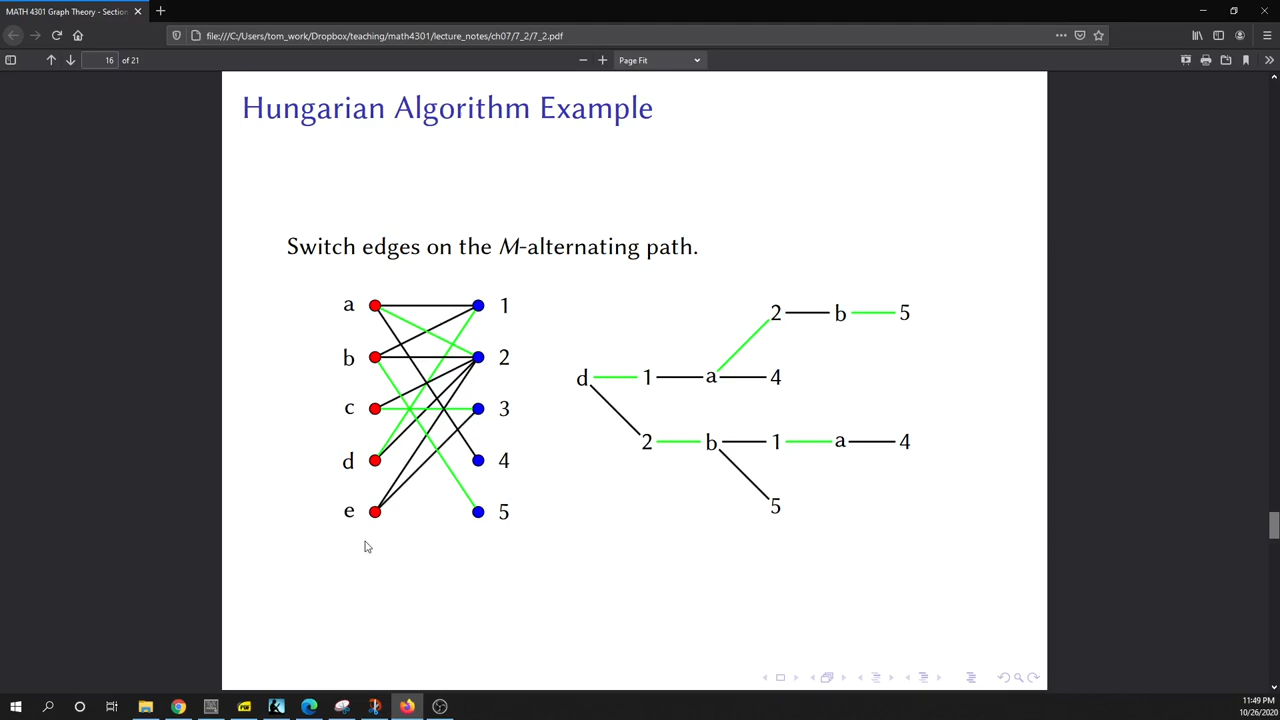 MATH 4301 Graph Theory - Section
file:///C:/Users/tom_work/Dropbox/teaching/math4301/lecture_notes/ch07/7_2/7_2.pdf
16 of 21
Page Fit
Hungarian Algorithm Example
Switch edges on the M-alternating path.
a 1
b 2
c 3
d 4
e 5
2 b 5
d 1 a 4
2 b 1 a 4
5
11:49 PM
10/26/2020